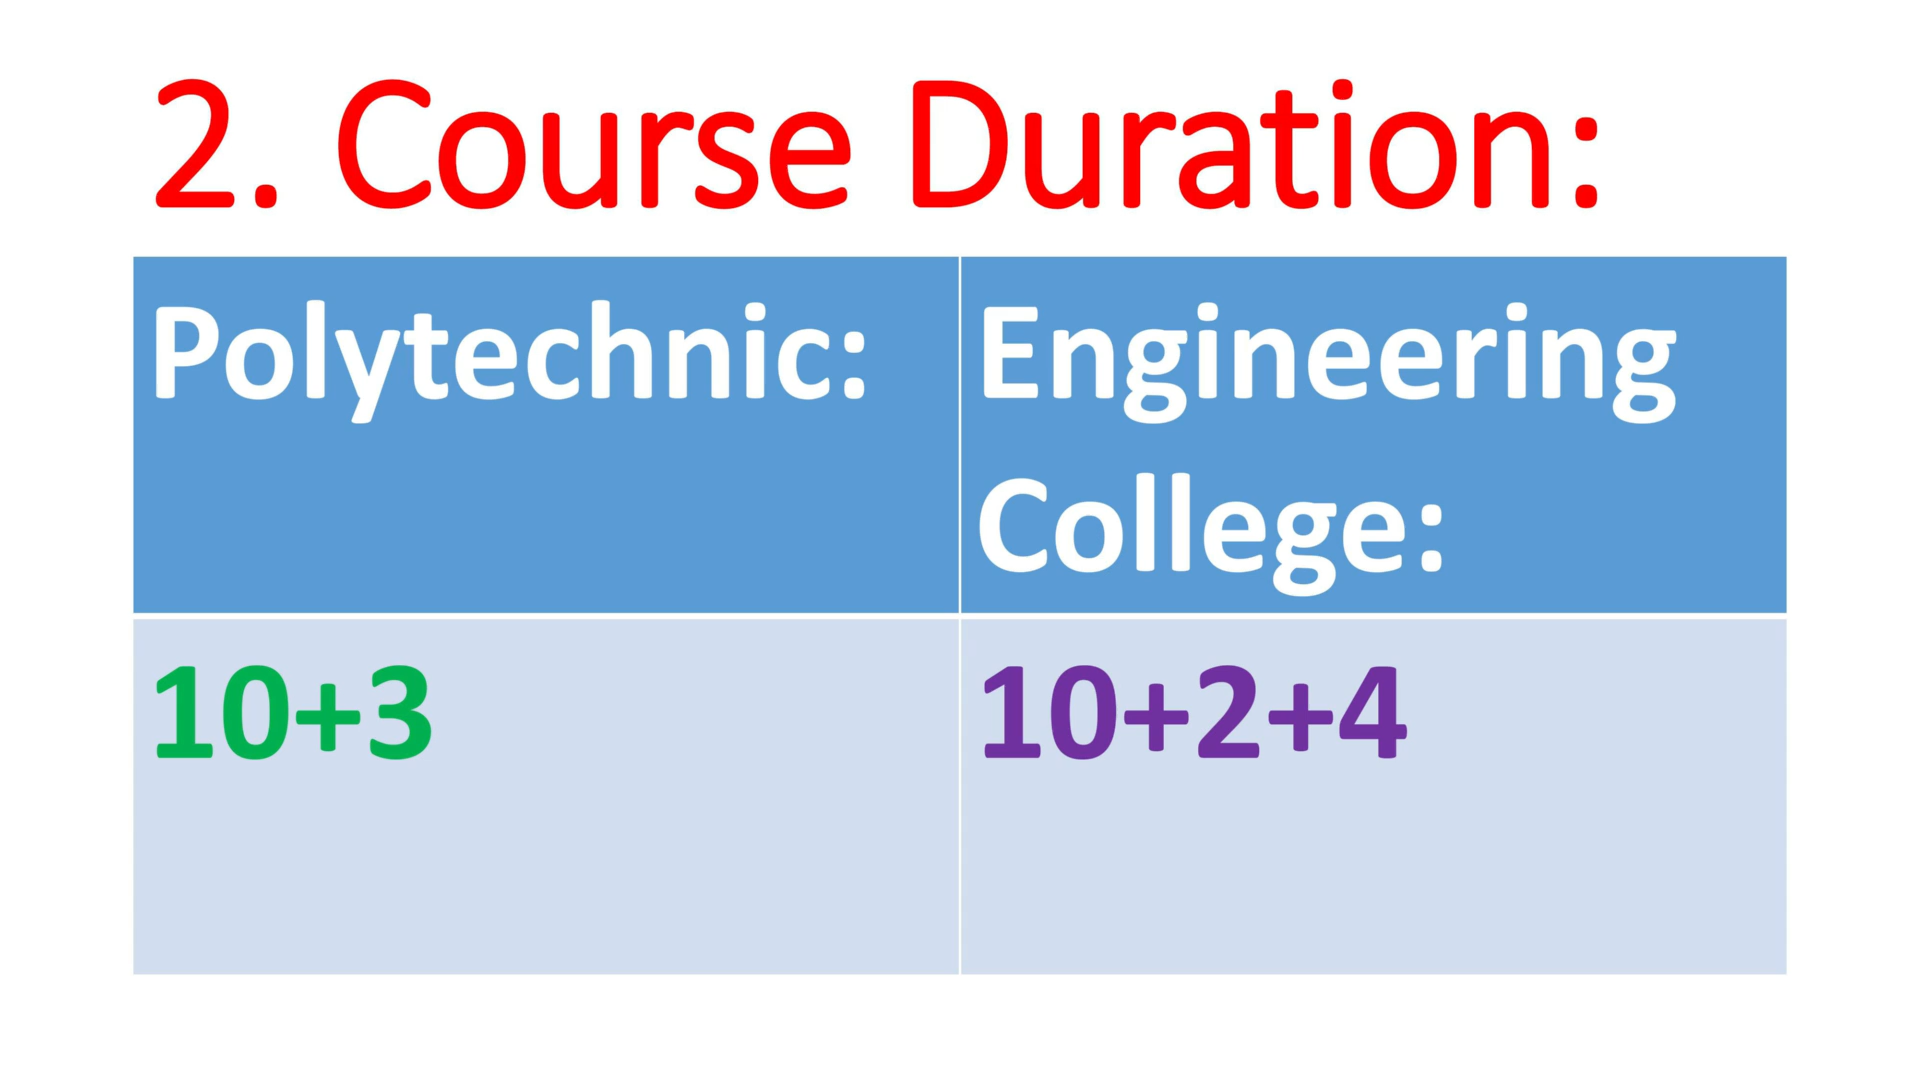 2. Course Duration:
Polytechnic:
Engineering
College:
10+3
10+2+4